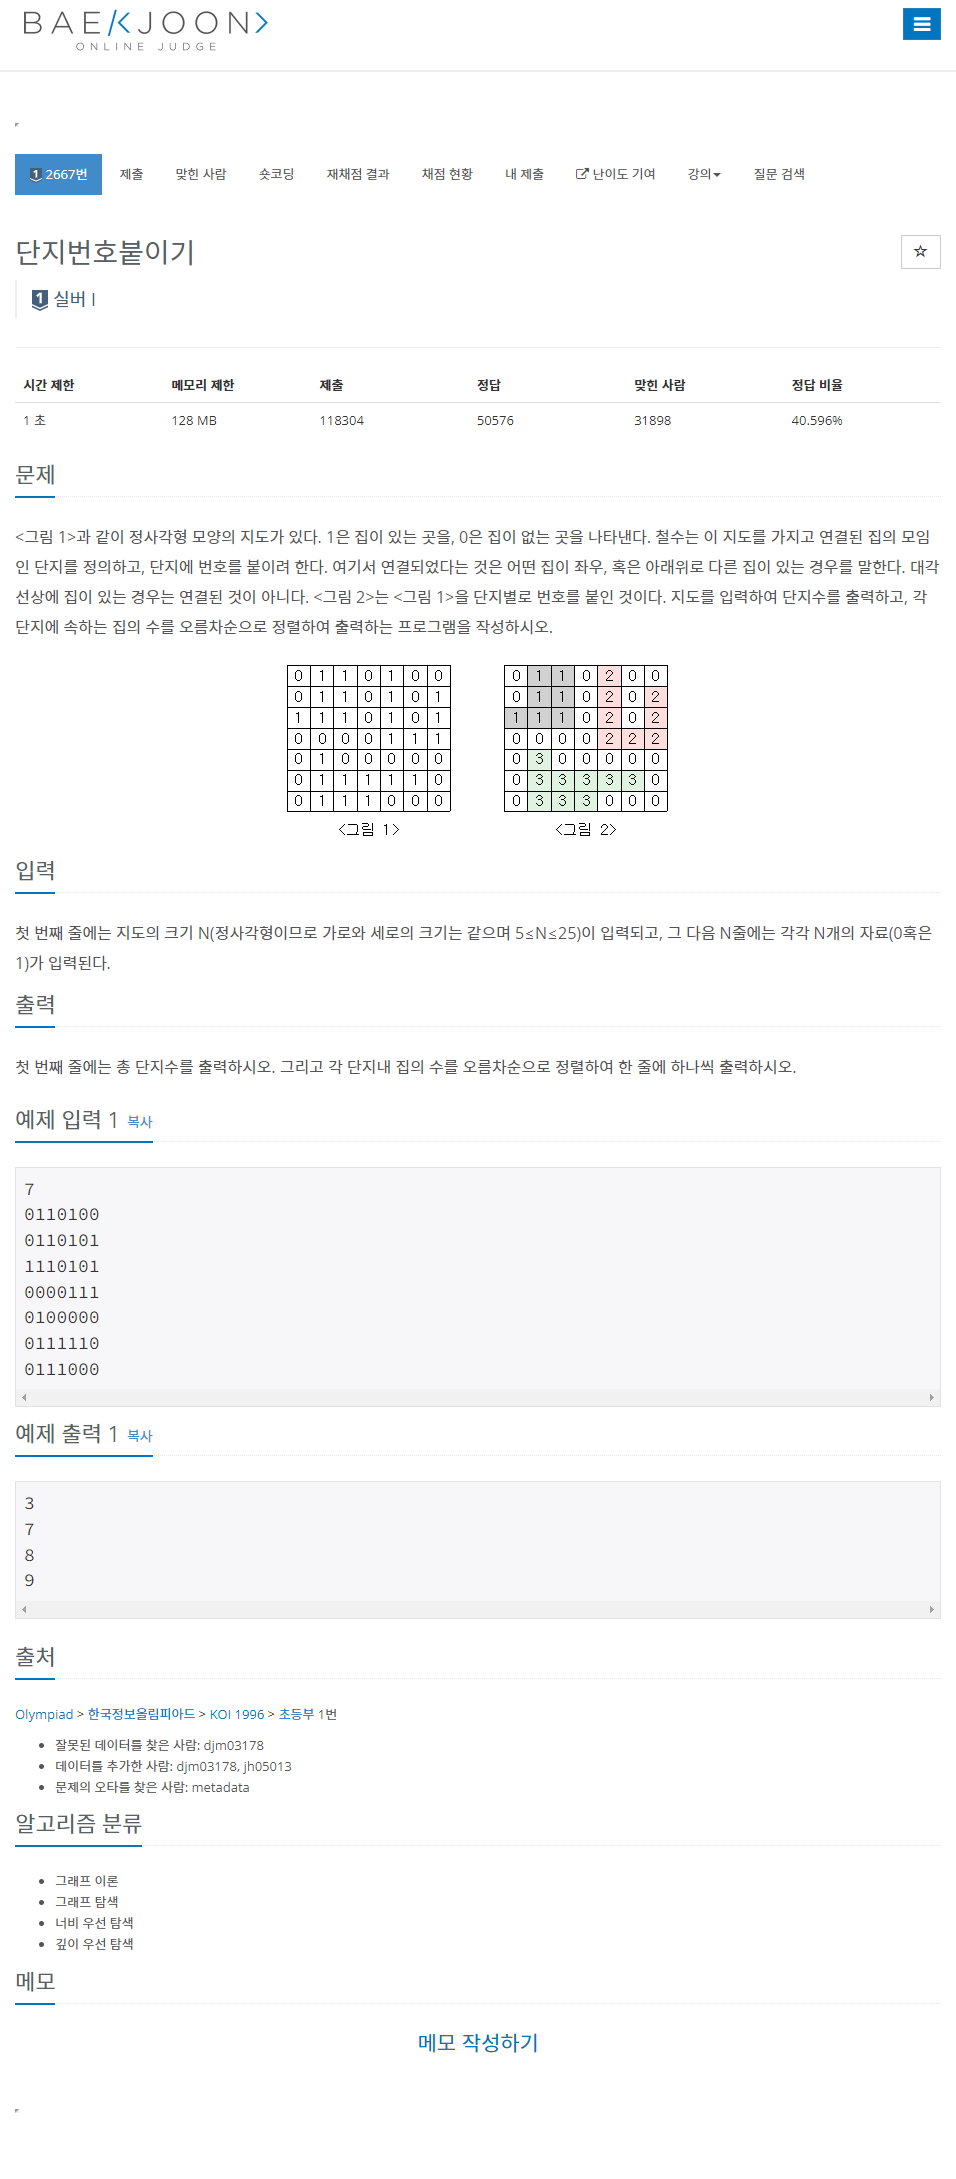 BAEKJOON
ONLINE JUDGE
1 2667번 제출 맞힌 사람 숏코딩 재채점 결과 채점 현황 내 제출 난이도 기여 강의 질문 검색
단지번호붙이기
1 실버 I
시간 제한 메모리 제한 제출 정답 맞힌 사람 정답 비율
1 초 128 MB 118304 50576 31898 40.596%
문제
<그림 1>과 같이 정사각형 모양의 지도가 있다. 1은 집이 있는 곳을, 0은 집이 없는 곳을 나타낸다. 철수는 이 지도를 가지고 연결된 집의 모임
인 단지를 정의하고, 단지에 번호를 붙이려 한다. 여기서 연결되었다는 것은 어떤 집이 좌우, 혹은 아래위로 다른 집이 있는 경우를 말한다. 대각
선상에 집이 있는 경우는 연결된 것이 아니다. <그림 2>는 <그림 1>을 단지별로 번호를 붙인 것이다. 지도를 입력하여 단지수를 출력하고, 각
단지에 속하는 집의 수를 오름차순으로 정렬하여 출력하는 프로그램을 작성하시오.
0 1 1 0 1 0 0
0 1 1 0 1 0 1
1 1 1 0 1 0 1
0 0 0 0 1 1 1
0 1 0 0 0 0 0
0 1 1 1 1 1 0
0 1 1 1 0 0 0
<그림 1>
0 1 1 0 2 0 0
0 1 1 0 2 0 2
1 1 1 0 2 0 2
0 0 0 0 2 2 2
0 3 0 0 0 0 0
0 3 3 3 3 3 0
0 3 3 3 0 0 0
<그림 2>
입력
첫 번째 줄에는 지도의 크기 N(정사각형이므로 가로와 세로의 크기는 같으며 5≤N≤25)이 입력되고, 그 다음 N줄에는 각각 N개의 자료(0혹은
1)가 입력된다.
출력
첫 번째 줄에는 총 단지수를 출력하시오. 그리고 각 단지내 집의 수를 오름차순으로 정렬하여 한 줄에 하나씩 출력하시오.
예제 입력 1 복사
7
0110100
0110101
1110101
0000111
0100000
0111110
0111000
예제 출력 1 복사
3
7
8
9
출처
Olympiad > 한국정보올림피아드 > KOI 1996 > 초등부 1번
잘못된 데이터를 찾은 사람: djm03178
데이터를 추가한 사람: djm03178, jh05013
문제의 오타를 찾은 사람: metadata
알고리즘 분류
그래프 이론
그래프 탐색
너비 우선 탐색
깊이 우선 탐색
메모
메모 작성하기